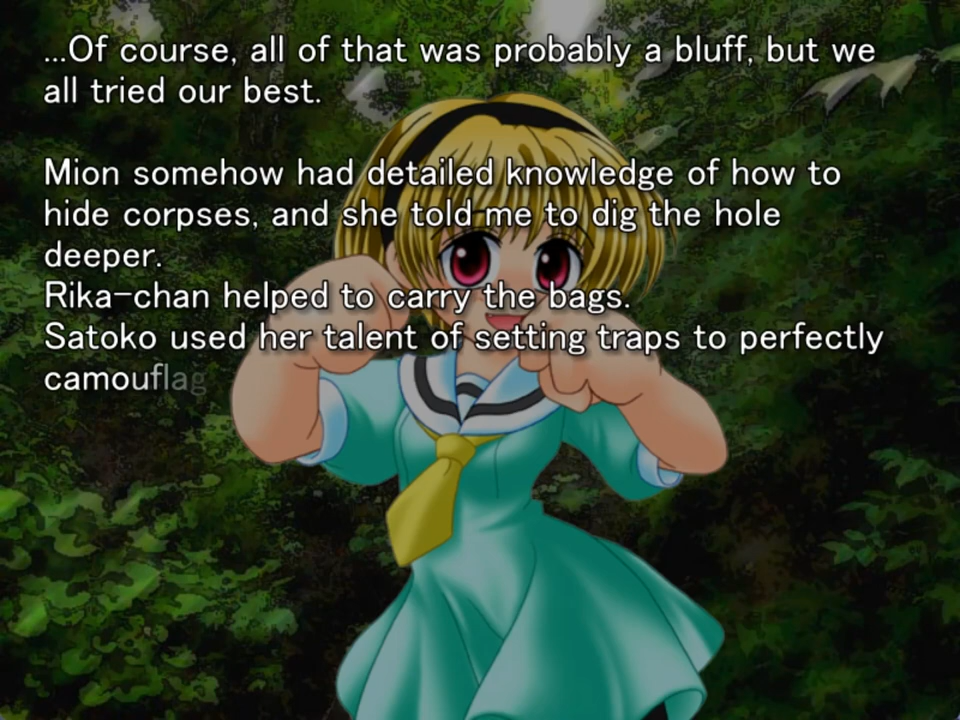 ...Of course, all of that was probably a bluff, but we
all tried our best.
Mion somehow had detailed knowledge of how to
hide corpses, and she told me to dig the hole
deeper.
Rika-chan helped to carry the bags.
Satoko used her talent of setting traps to perfectly
camouflag